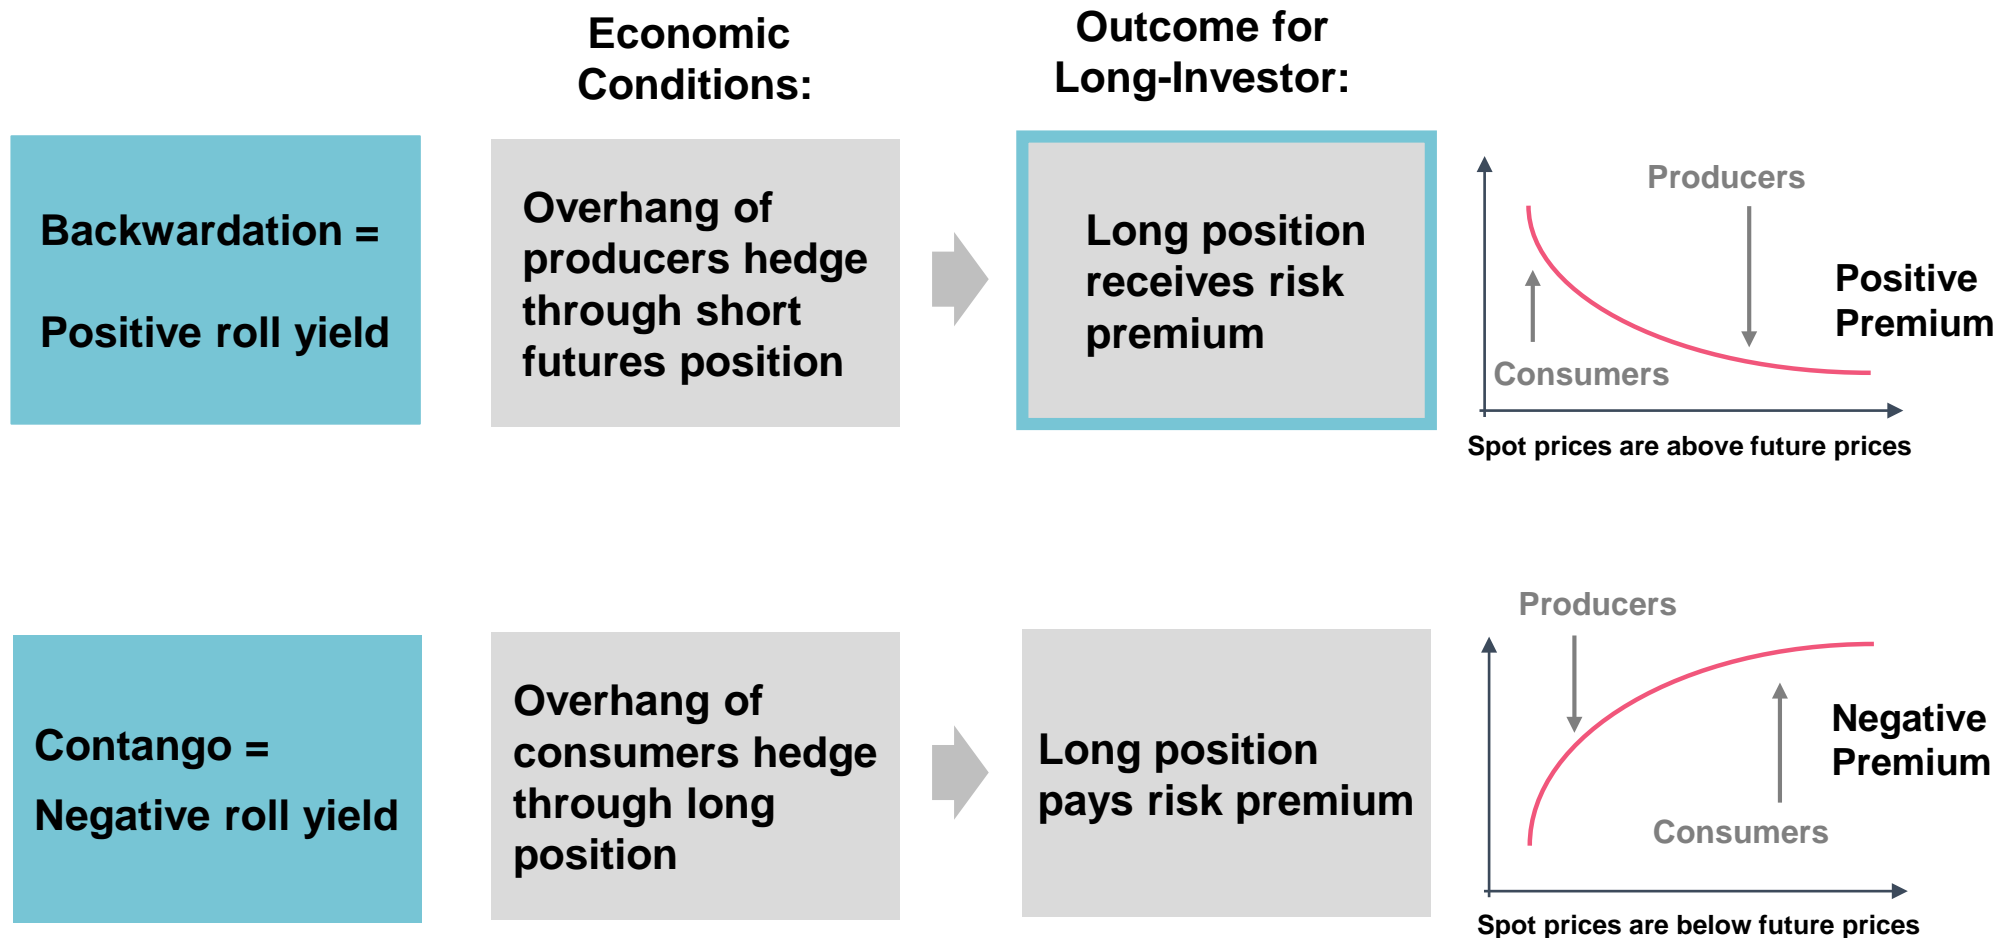 Economic
Conditions:
Outcome for
Long-Investor:
Backwardation =
Positive roll yield
Overhang of
producers hedge
through short
futures position
Long position
receives risk
premium
Producers
Consumers
Positive
Premium
Spot prices are above future prices
Contango =
Negative roll yield
Overhang of
consumers hedge
through long
position
Long position
pays risk premium
Producers
Consumers
Negative
Premium
Spot prices are below future prices